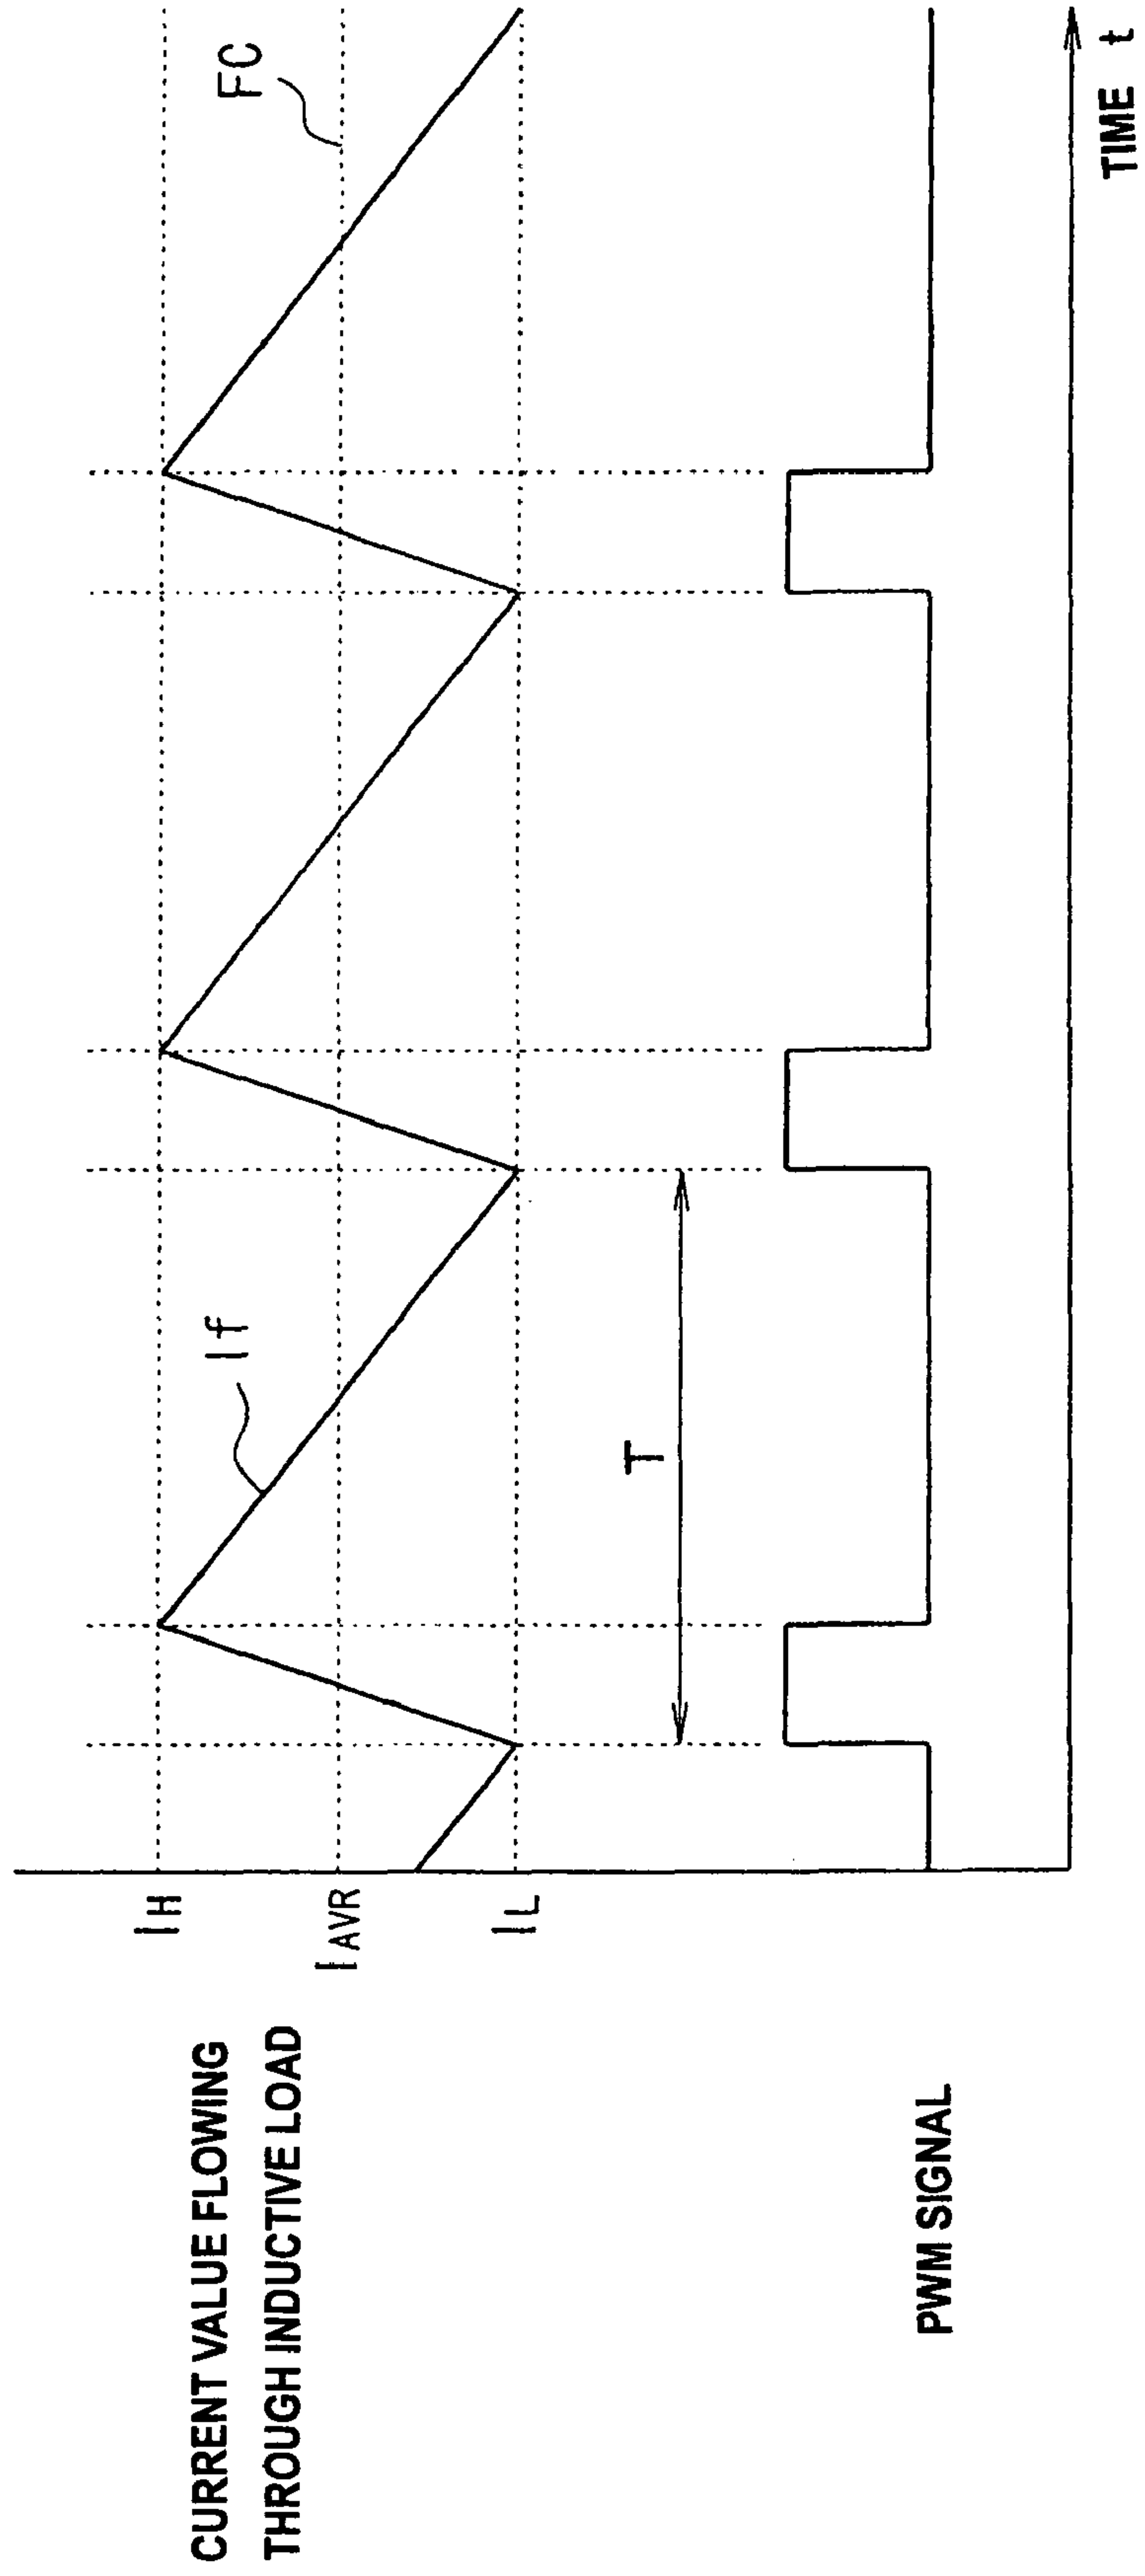 CURRENT VALUE FLOWING
THROUGH INDUCTIVE LOAD
IH
IAVR
IL
If
FC
T
PWM SIGNAL
TIME t